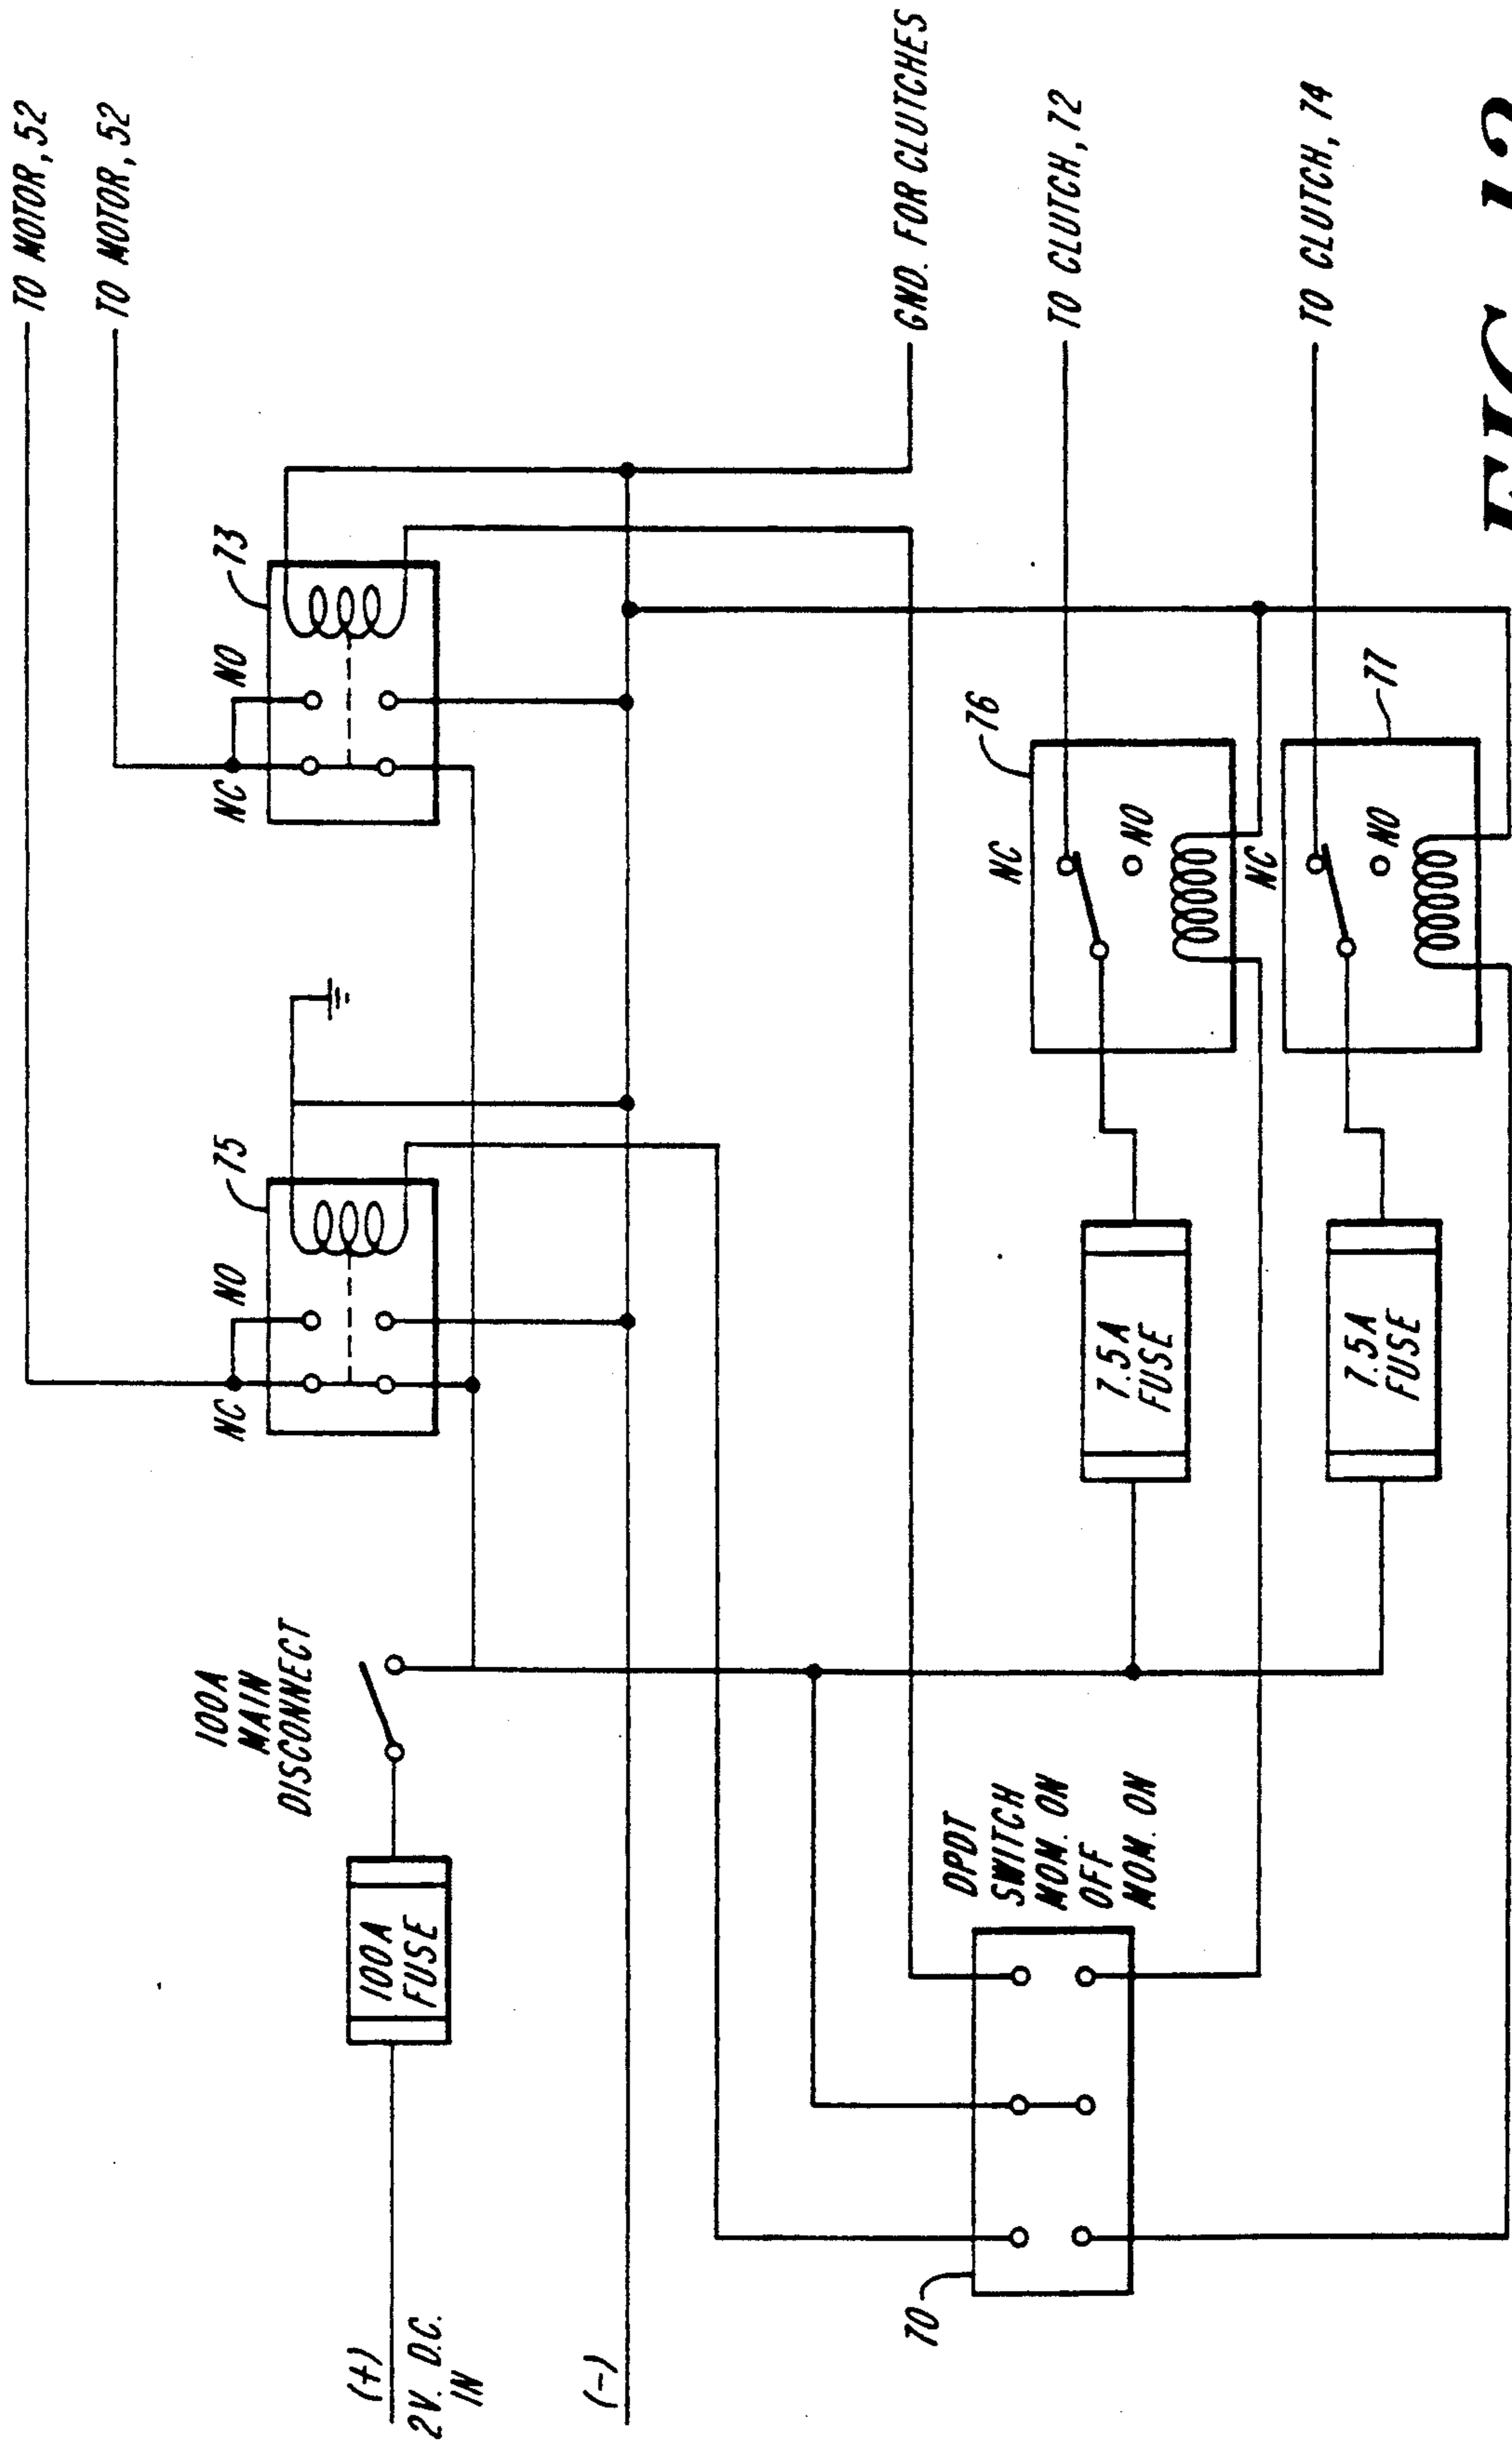 TO MOTOR, 52
TO MOTOR, 52
100A
MAIN
DISCONNECT
NC
NO
75
NC
NO
73
(+)
2V. D.C.
IN
100A
FUSE
(-)
GND. FOR CLUTCHES
70
DPDT
SWITCH
MOM. ON
OFF
MOM. ON
7.5A
FUSE
76
NC
NO
TO CLUTCH, 72
7.5A
FUSE
NC
NO
77
TO CLUTCH, 74